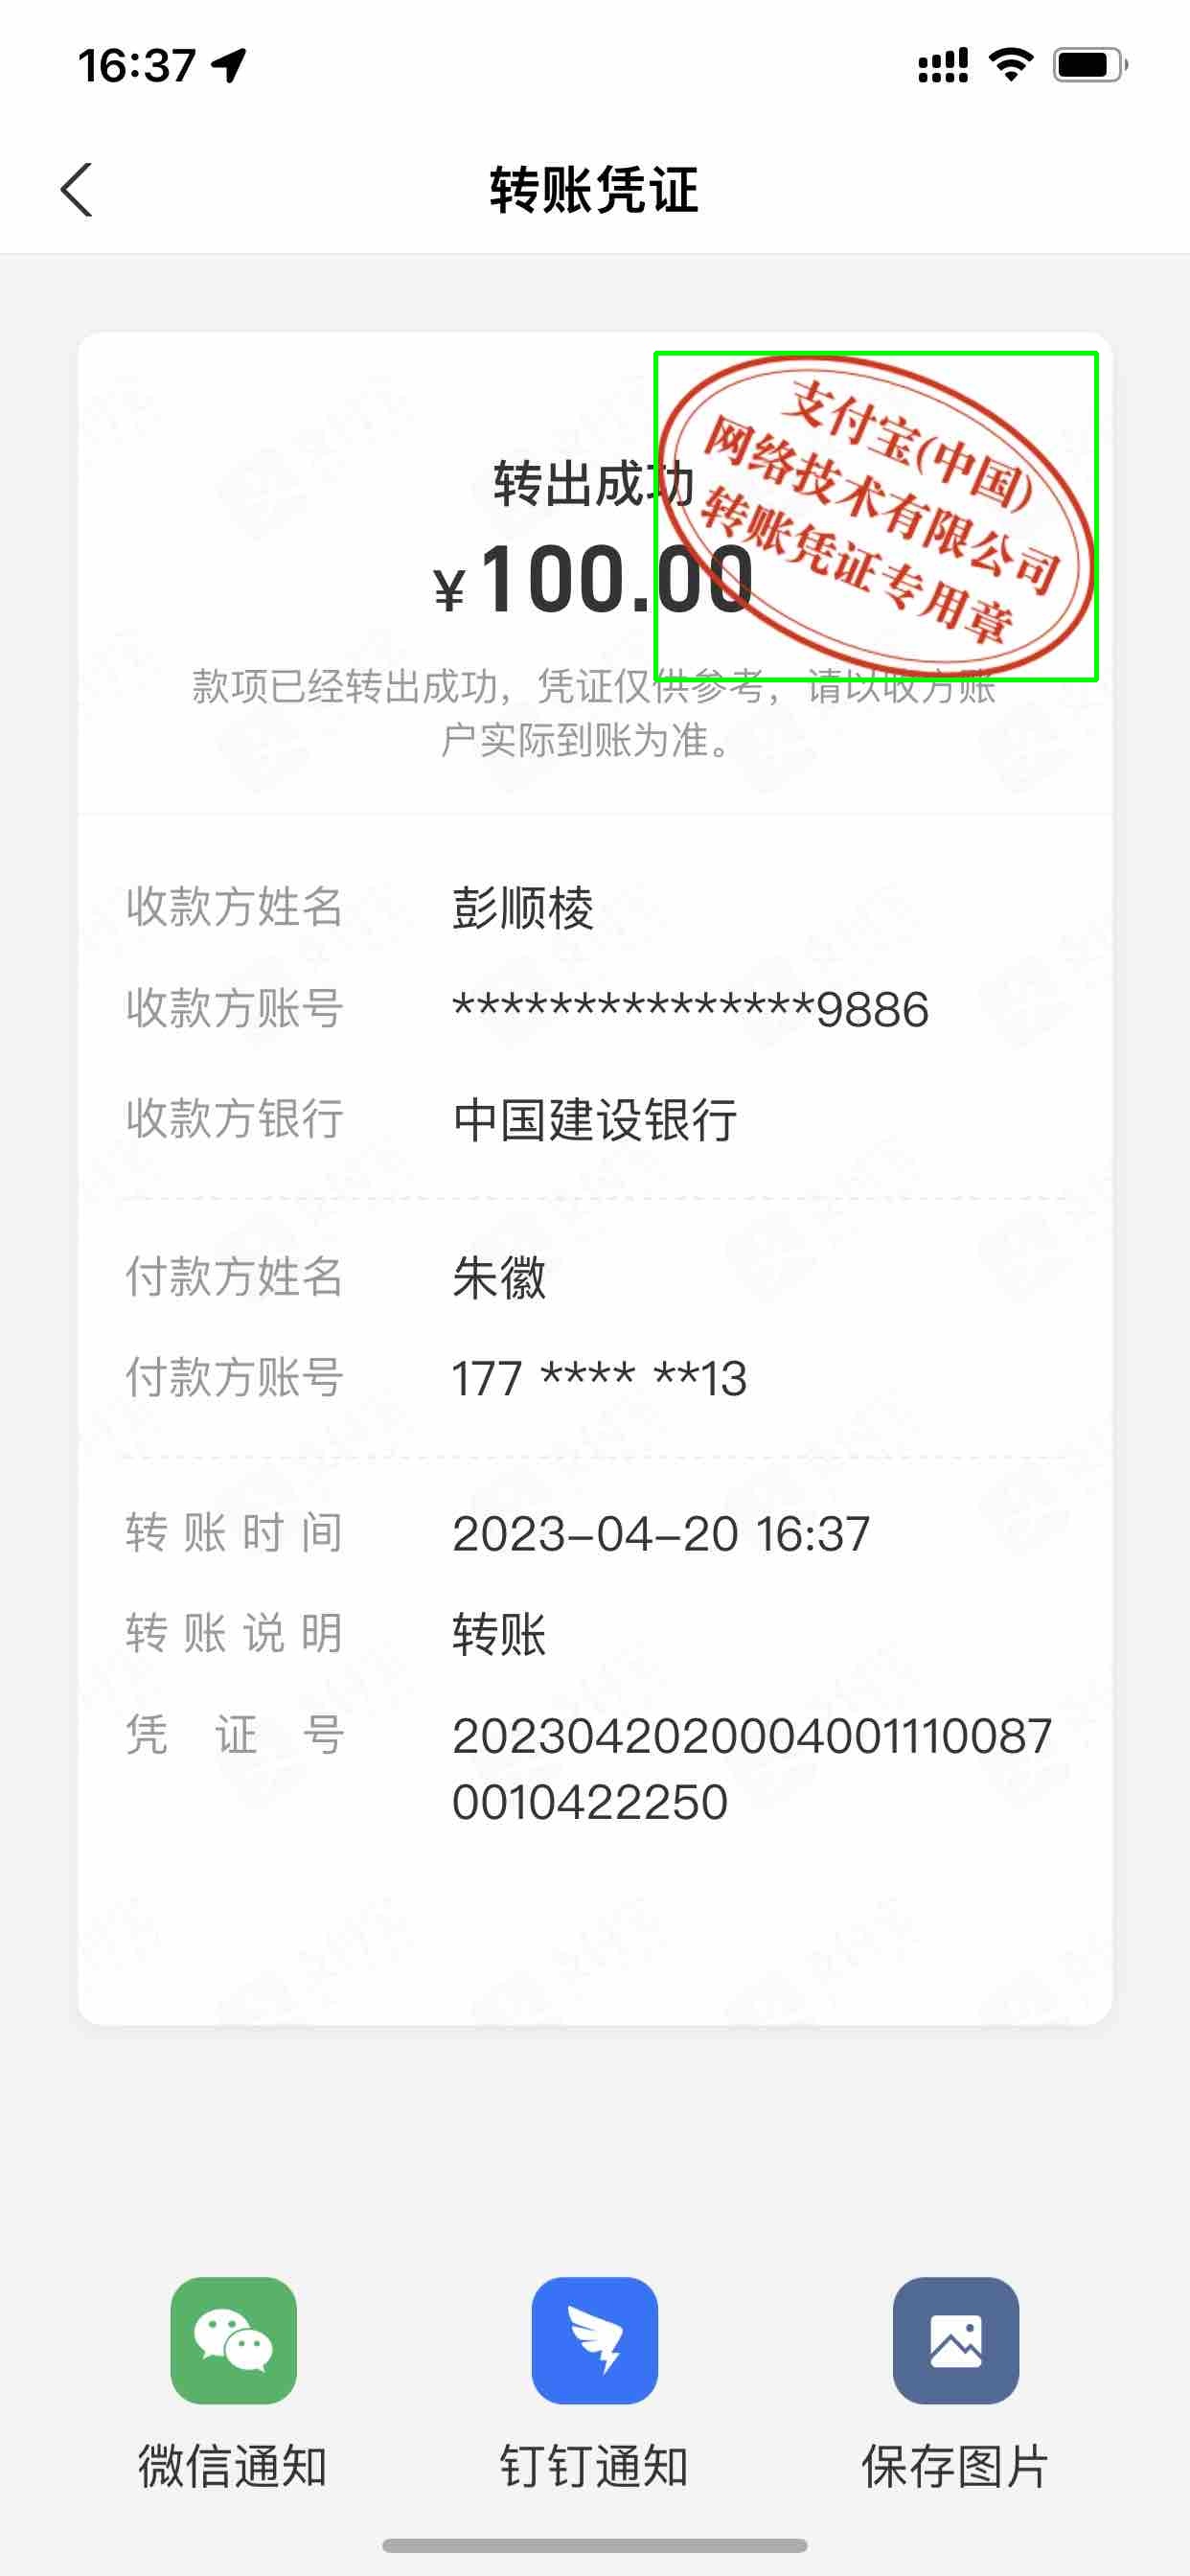 16:37
转账凭证
支付宝(中国)
网络技术有限公司
转账凭证专用章
转出成功
¥100.00
款项已经转出成功，凭证仅供参考，请以收方账
户实际到账为准。
收款方姓名 彭顺棱
收款方账号 ***************9886
收款方银行 中国建设银行
付款方姓名 朱徽
付款方账号 177 **** **13
转账时间 2023-04-20 16:37
转账说明 转账
凭证号 20230420200040011100870010422250
微信通知 钉钉通知 保存图片